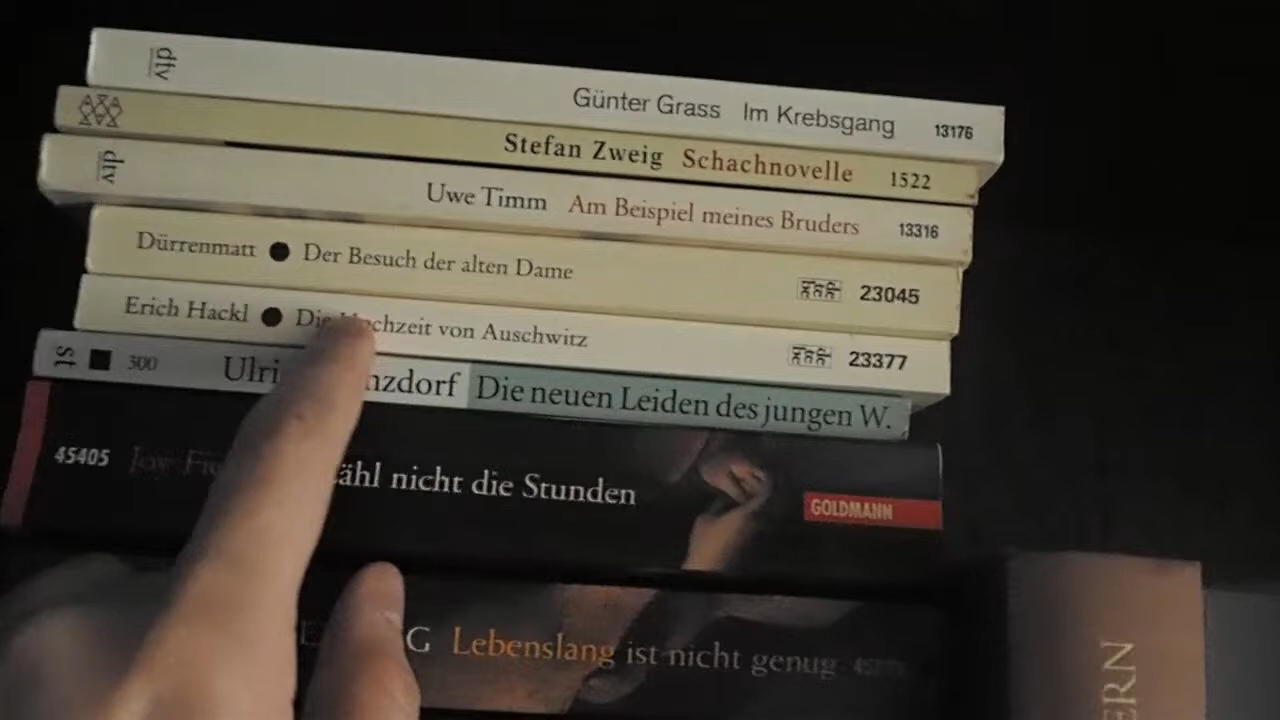 dtv Günter Grass Im Krebsgang 13176
Stefan Zweig Schachnovelle 1522
dtv Uwe Timm Am Beispiel meines Bruders 13316
Dürrenmatt ● Der Besuch der alten Dame 23045
Erich Hackl ● Die Hochzeit von Auschwitz 23377
st 300 Ulri nzdorf Die neuen Leiden des jungen W.
45405 ähl nicht die Stunden GOLDMANN
G Lebenslang ist nicht genug
ERN